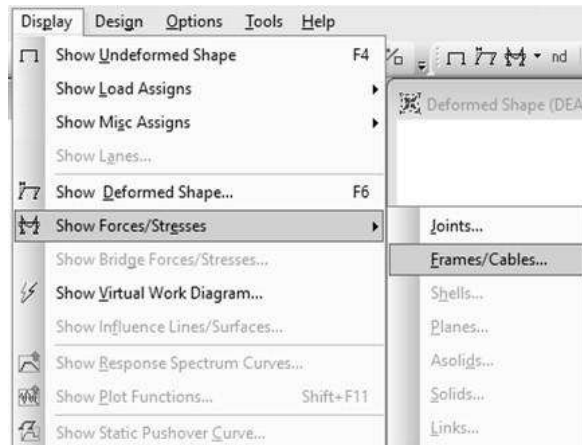 Display Design Options Tools Help
Show Undeformed Shape F4
Show Load Assigns
Show Misc Assigns
Show Lanes...
Show Deformed Shape... F6
Show Forces/Stresses
Show Bridge Forces/Stresses...
Show Virtual Work Diagram...
Show Influence Lines/Surfaces...
Show Response Spectrum Curves...
Show Plot Functions... Shift+F11
Show Static Pushover Curve...
nd
Deformed Shape (DEA
Joints...
Frames/Cables...
Shells...
Planes...
Asolids...
Solids...
Links...